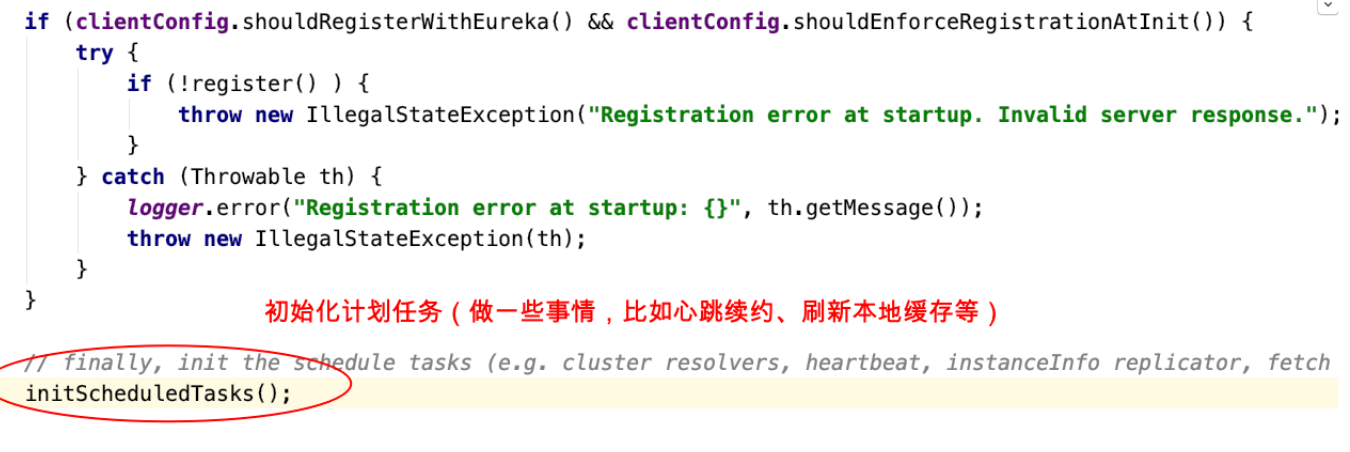 if (clientConfig.shouldRegisterWithEureka() && clientConfig.shouldEnforceRegistrationAtInit()) {
    try {
        if (!register() ) {
            throw new IllegalStateException("Registration error at startup. Invalid server response.");
        }
    } catch (Throwable th) {
        logger.error("Registration error at startup: {}", th.getMessage());
        throw new IllegalStateException(th);
    }
}
初始化计划任务（做一些事情，比如心跳续约、刷新本地缓存等）
// finally, init the schedule tasks (e.g. cluster resolvers, heartbeat, instanceInfo replicator, fetch
initScheduledTasks();